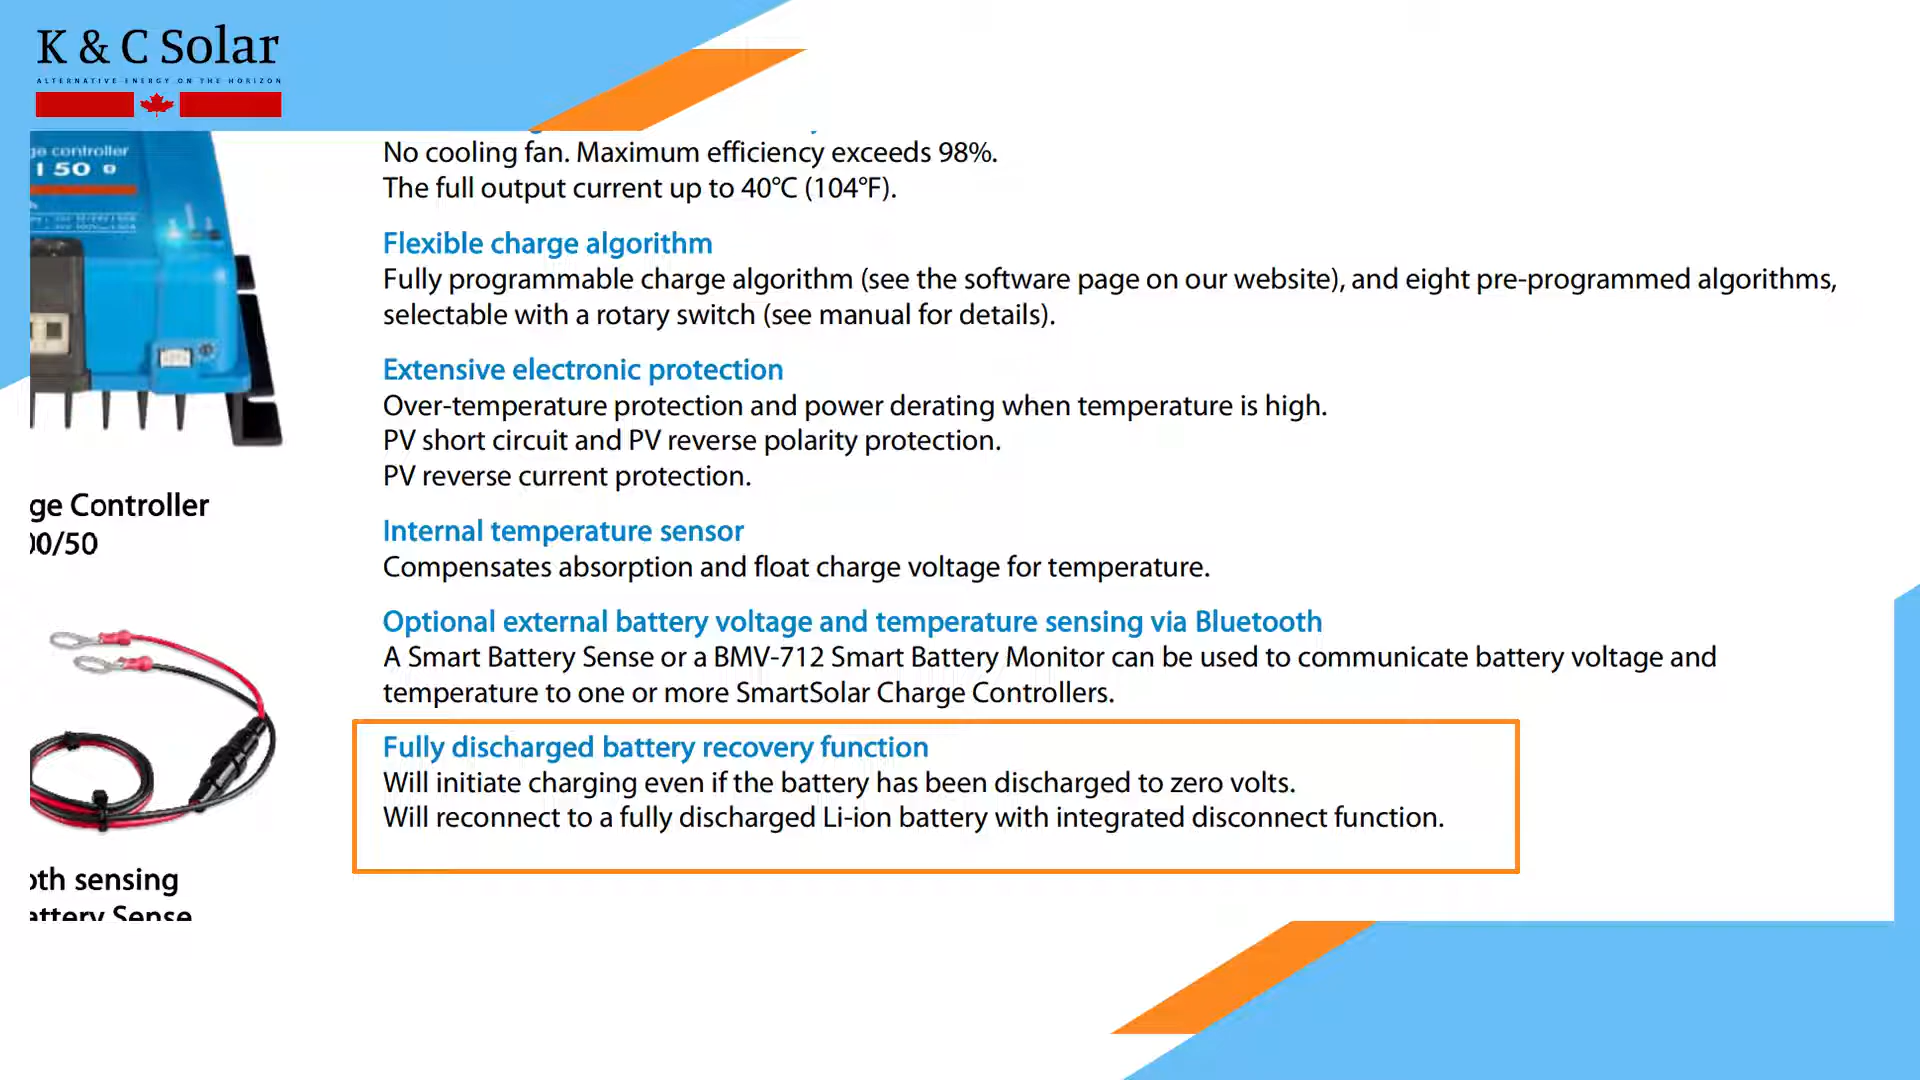 K & C Solar
ALTERNATIVE ENERGY ON THE HORIZON
ge controller
50
No cooling fan. Maximum efficiency exceeds 98%.
The full output current up to 40°C (104°F).
Flexible charge algorithm
Fully programmable charge algorithm (see the software page on our website), and eight pre-programmed algorithms,
selectable with a rotary switch (see manual for details).
Extensive electronic protection
Over-temperature protection and power derating when temperature is high.
PV short circuit and PV reverse polarity protection.
PV reverse current protection.
ge Controller
00/50
Internal temperature sensor
Compensates absorption and float charge voltage for temperature.
Optional external battery voltage and temperature sensing via Bluetooth
A Smart Battery Sense or a BMV-712 Smart Battery Monitor can be used to communicate battery voltage and
temperature to one or more SmartSolar Charge Controllers.
Fully discharged battery recovery function
Will initiate charging even if the battery has been discharged to zero volts.
Will reconnect to a fully discharged Li-ion battery with integrated disconnect function.
oth sensing
attery Sense